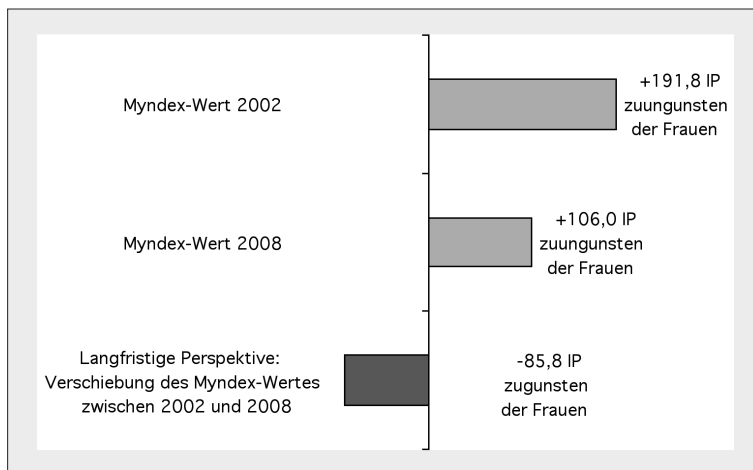 Myndex-Wert 2002
+191,8 IP
zuungunsten
der Frauen
Myndex-Wert 2008
+106,0 IP
zuungunsten
der Frauen
Langfristige Perspektive:
Verschiebung des Myndex-Wertes
zwischen 2002 und 2008
-85,8 IP
zugunsten
der Frauen